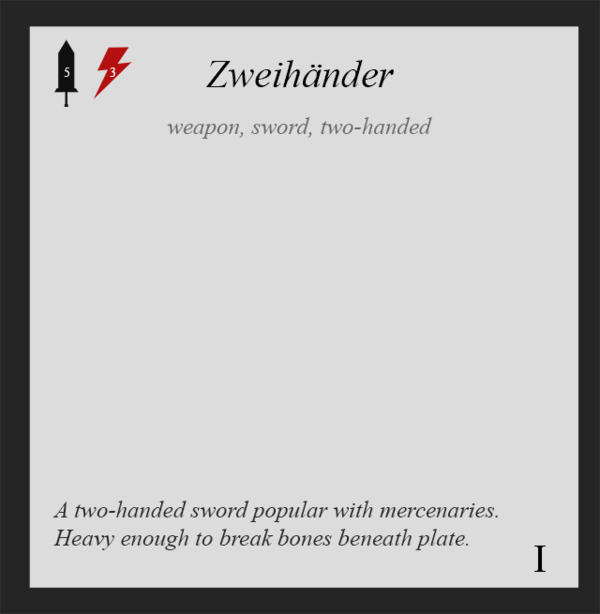 5
3
Zweihänder
weapon, sword, two-handed
A two-handed sword popular with mercenaries.
Heavy enough to break bones beneath plate.
I